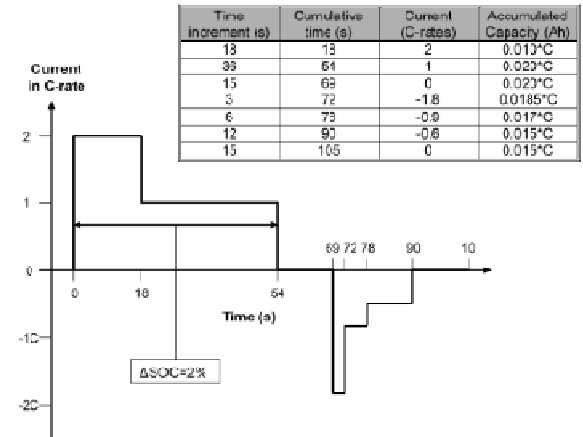 Time increment (s) Cumulative time (s) Current (C-rates) Accumulated Capacity (Ah)
18 18 2 0.010*C
36 54 1 0.020*C
15 69 0 0.020*C
3 72 -1.8 0.0185*C
6 78 -0.9 0.017*C
12 90 -0.6 0.015*C
15 105 0 0.015*C
Current
in C-rate
2
1
0
-1C
-2C
0 18 54
69 72 78 90 10
Time (s)
ΔSOC=2%